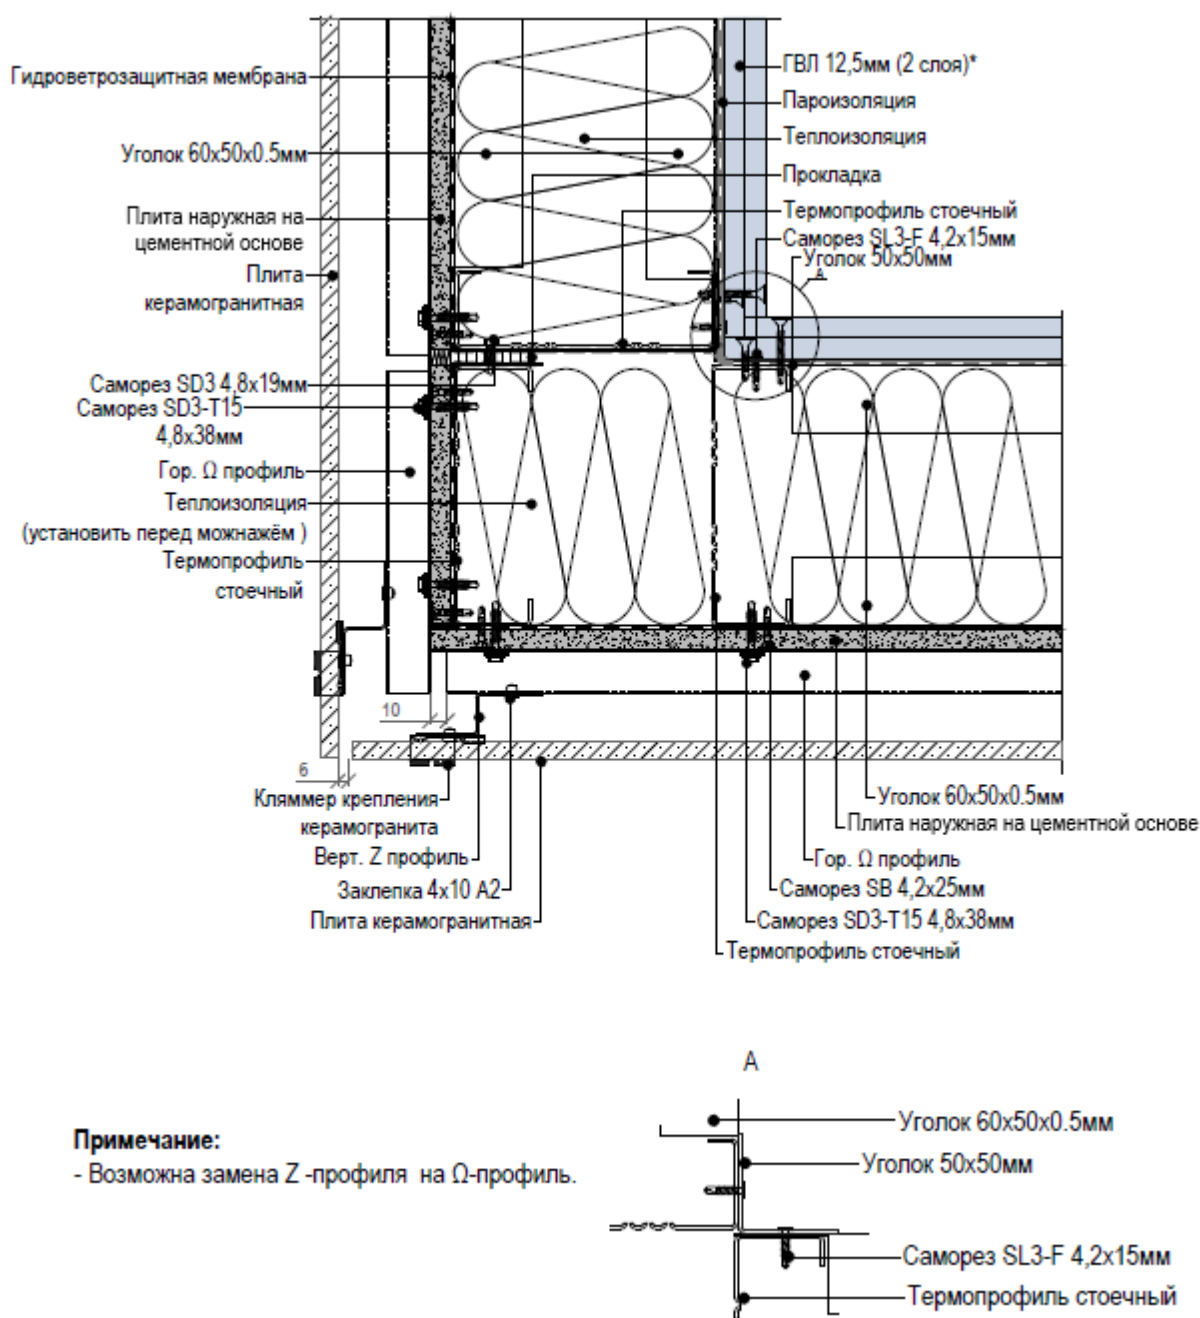 Гидроветрозащитная мембрана
Уголок 60х50х0.5мм
Плита наружная на
цементной основе
Плита
керамогранитная
Саморез SD3 4,8х19мм
Саморез SD3-T15
4,8х38мм
Гор. Ω профиль
Теплоизоляция
(установить перед можнажём )
Термопрофиль
стоечный
ГВЛ 12,5мм (2 слоя)*
Пароизоляция
Теплоизоляция
Прокладка
Термопрофиль стоечный
Саморез SL3-F 4,2х15мм
Уголок 50х50мм
А
10
6
Кляммер крепления
керамогранита
Верт. Z профиль
Заклепка 4х10 А2
Плита керамогранитная
Уголок 60х50х0.5мм
Плита наружная на цементной основе
Гор. Ω профиль
Саморез SB 4,2х25мм
Саморез SD3-T15 4,8х38мм
Термопрофиль стоечный
А
Примечание:
- Возможна замена Z -профиля на Ω-профиль.
Уголок 60х50х0.5мм
Уголок 50х50мм
Саморез SL3-F 4,2х15мм
Термопрофиль стоечный